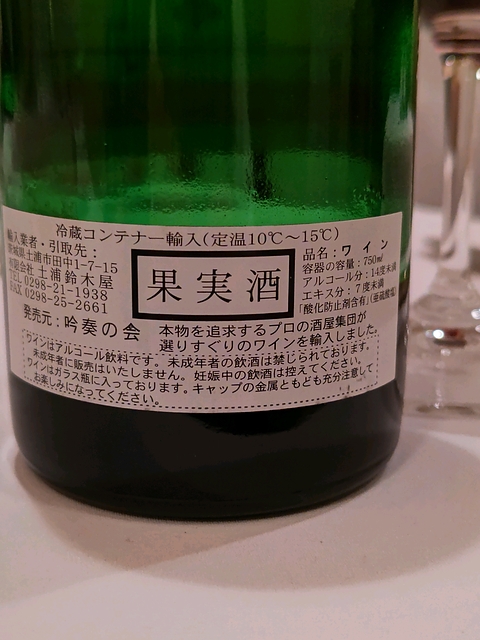 冷蔵コンテナー輸入(定温10℃~15℃)
輸入業者・引取先:
茨城県土浦市田中1-7-15
有限会社 土浦鈴木屋
TEL 0298-21-1938
FAX 0298-25-2661
発売元:吟奏の会
果実酒
品名:ワイン
容器の容量:750㎖
アルコール分:14度未満
エキス分:7度未満
「酸化防止剤含有」(亜硫酸塩)
本物を追求するプロの酒屋集団が
選りすぐりのワインを輸入しました。
ワインはアルコール飲料です。未成年者の飲酒は禁じられております。
未成年者に販売はいたしません。妊娠中の飲酒は控えてください。
ワインはガラス瓶に入っております。キャップの金属ともども充分注意して
お楽しみになってください。